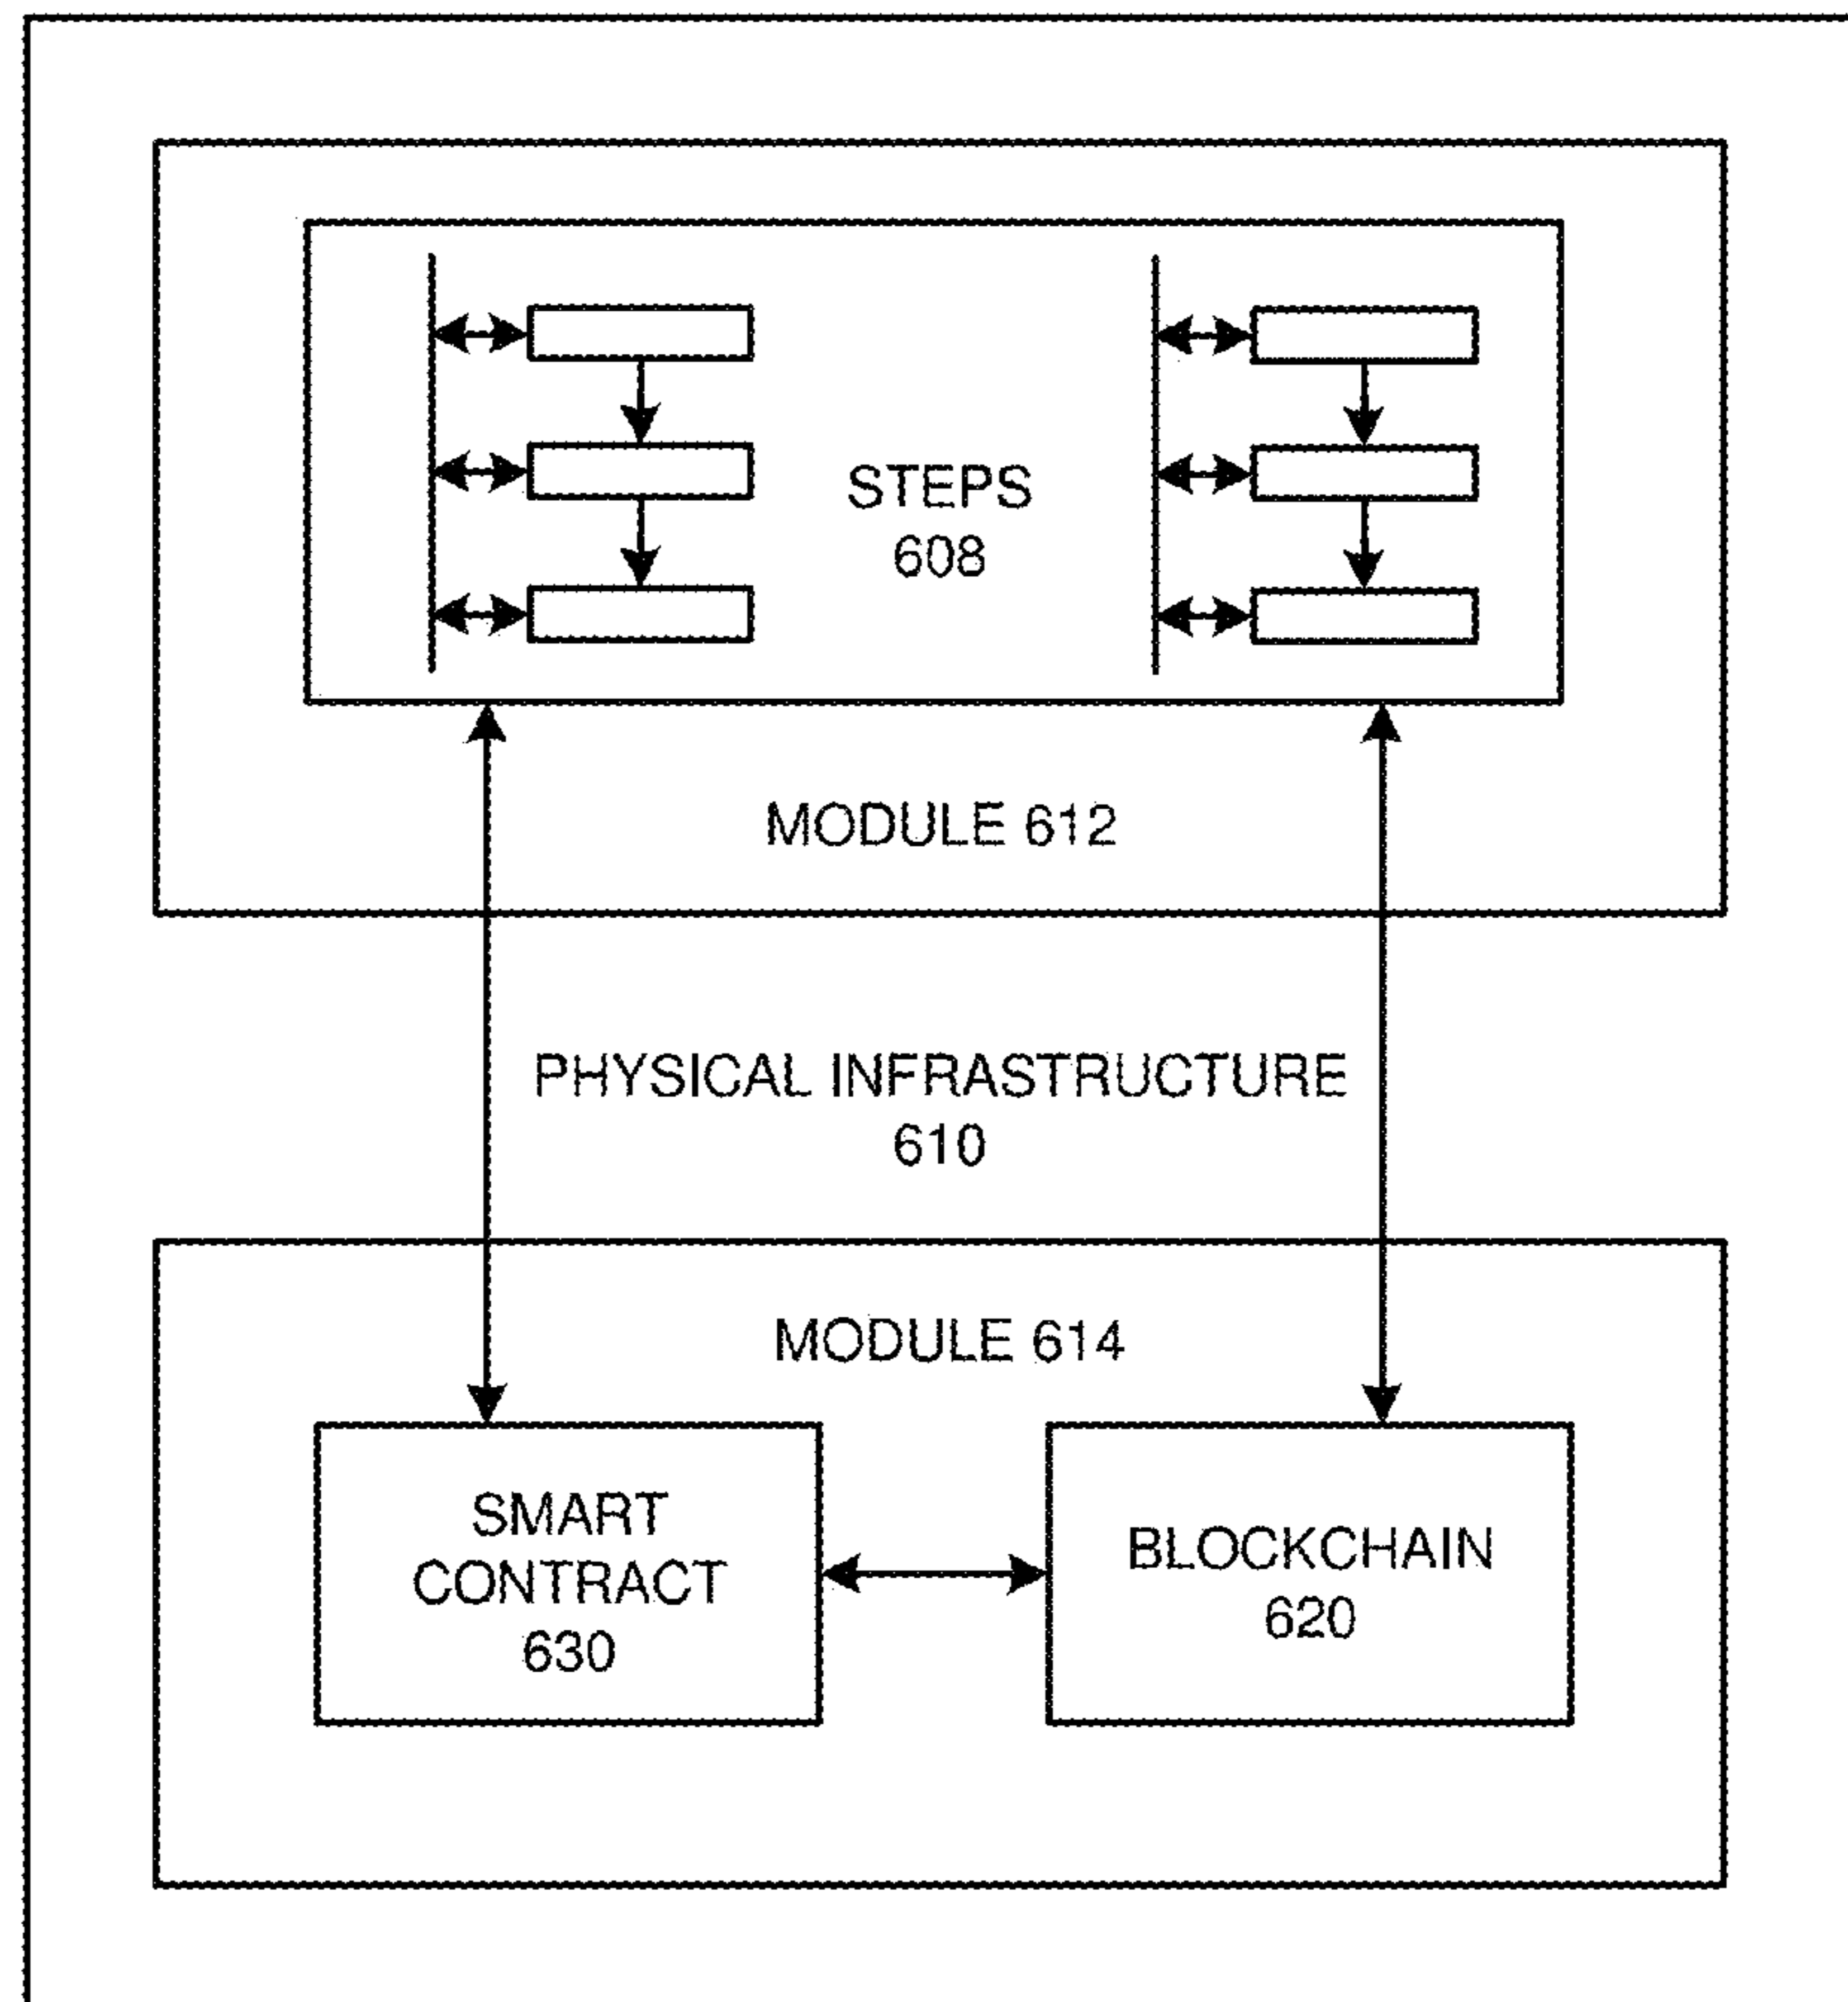 STEPS
608
MODULE 612
PHYSICAL INFRASTRUCTURE
610
MODULE 614
SMART
CONTRACT
630
BLOCKCHAIN
620